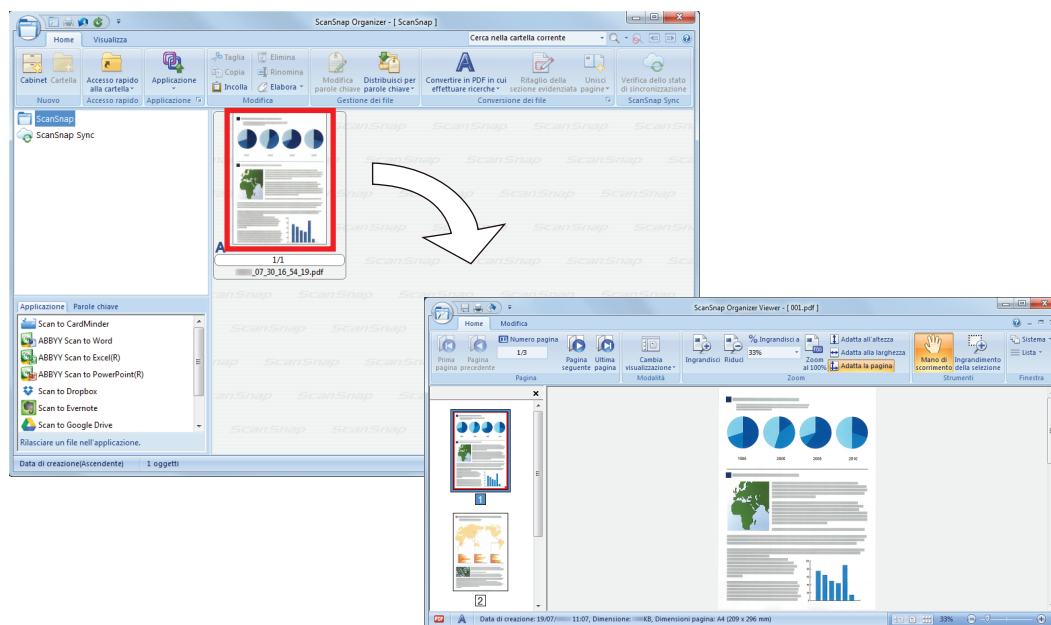 ScanSnap Organizer - [ ScanSnap ]
Home Visualizza
Cerca nella cartella corrente
Cabinet Cartella
Accesso rapido alla cartella
Applicazione
Taglia
Copia
Incolla
Elimina
Rinomina
Elabora
Modifica parole chiave
Distribuisci per parole chiave
Convertire in PDF in cui effettuare ricerche
Ritaglio della sezione evidenziata
Unisci pagine
Verifica dello stato di sincronizzazione
Nuovo Accesso rapido Applicazione Modifica Gestione dei file Conversione dei file ScanSnap Sync
ScanSnap
ScanSnap Sync
A
1/1
_07_30_16_54_19.pdf
Applicazione Parole chiave
Scan to CardMinder
ABBYY Scan to Word
ABBYY Scan to Excel(R)
ABBYY Scan to PowerPoint(R)
Scan to Dropbox
Scan to Evernote
Scan to Google Drive
Rilasciare un file nell'applicazione.
Data di creazione(Ascendente) 1 oggetti
ScanSnap Organizer Viewer - [ 001.pdf ]
Home Modifica
Prima pagina
Pagina precedente
Numero pagina
1/3
Pagina seguente
Ultima pagina
Cambia visualizzazione
Ingrandisci Riduci
% Ingrandisci a
33%
Zoom al 100%
Adatta all'altezza
Adatta alla larghezza
Adatta la pagina
Mano di scorrimento
Ingrandimento della selezione
Sistema
Lista
Pagina Modalità Zoom Strumenti Finestra
1
2
1996 2000 2006 2010
PDF A Data di creazione: 19/07/ 11:07, Dimensione: KB, Dimensioni pagina: A4 (209 x 296 mm) 33%